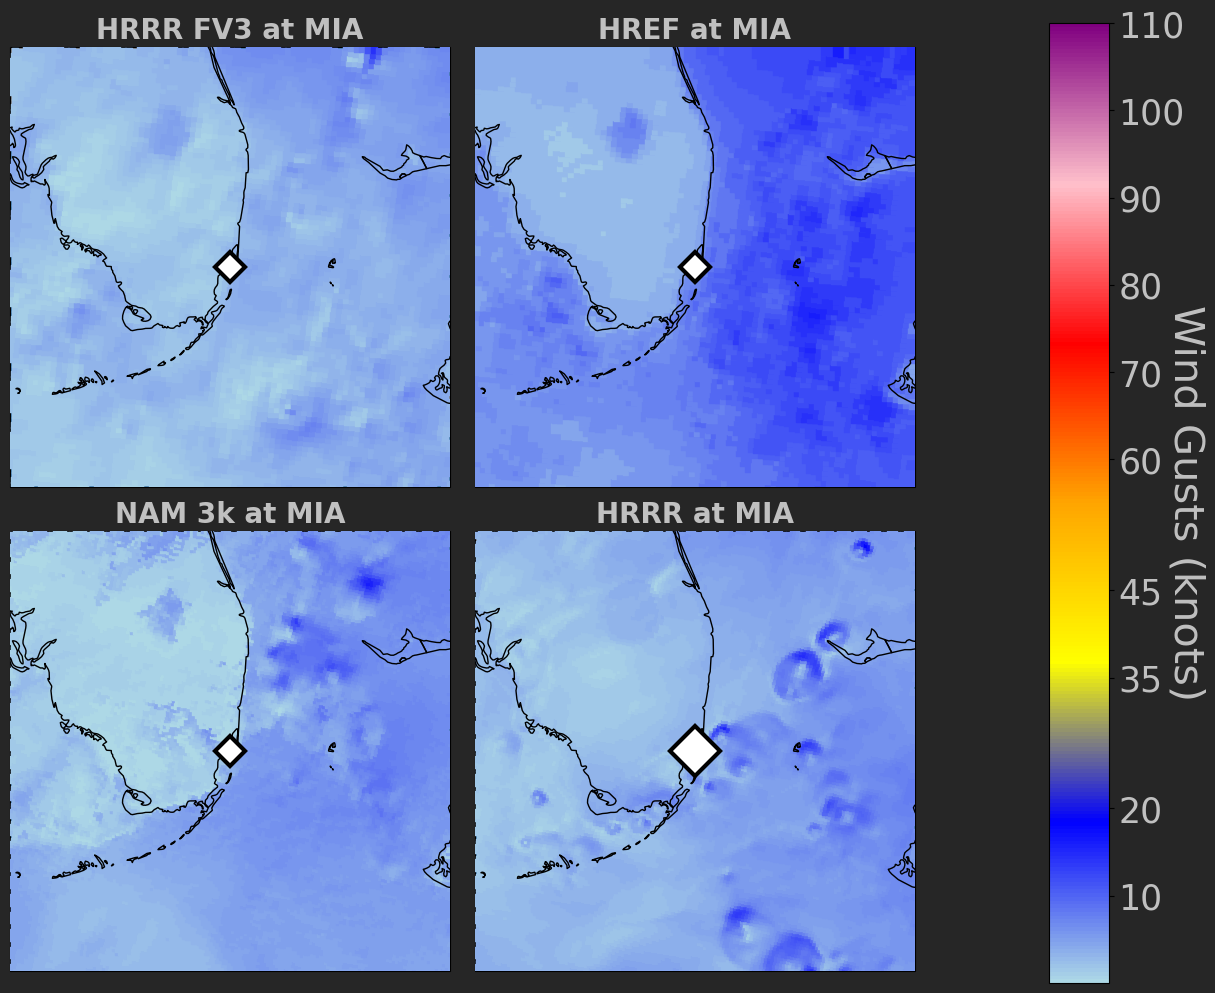 HRRR FV3 at MIA
HREF at MIA
NAM 3k at MIA
HRRR at MIA
110
100
90
80
70
60
45
35
20
10
Wind Gusts (knots)